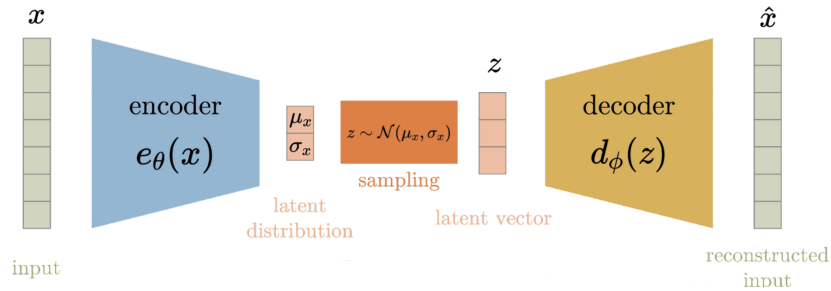 x
input
encoder
e_θ(x)
μ_x
σ_x
latent
distribution
z ∼ 𝒩(μ_x, σ_x)
sampling
z
latent vector
decoder
d_ϕ(z)
x̂
reconstructed
input